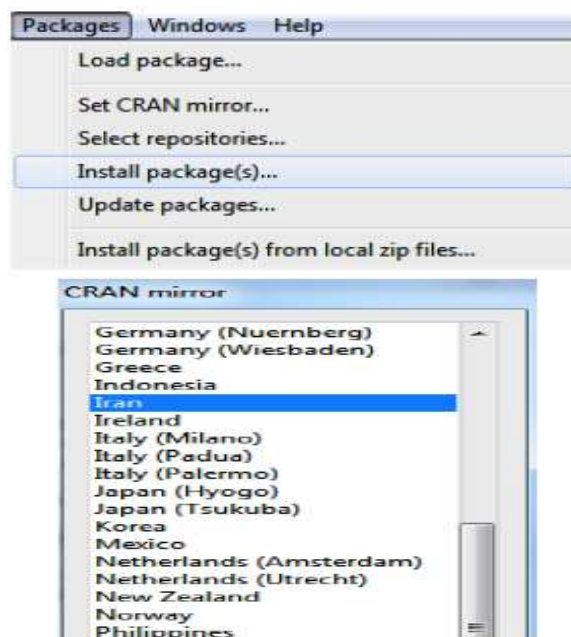 Packages Windows Help
Load package...
Set CRAN mirror...
Select repositories...
Install package(s)...
Update packages...
Install package(s) from local zip files...
CRAN mirror
Germany (Nuernberg)
Germany (Wiesbaden)
Greece
Indonesia
Iran
Ireland
Italy (Milano)
Italy (Padua)
Italy (Palermo)
Japan (Hyogo)
Japan (Tsukuba)
Korea
Mexico
Netherlands (Amsterdam)
Netherlands (Utrecht)
New Zealand
Norway
Philippines